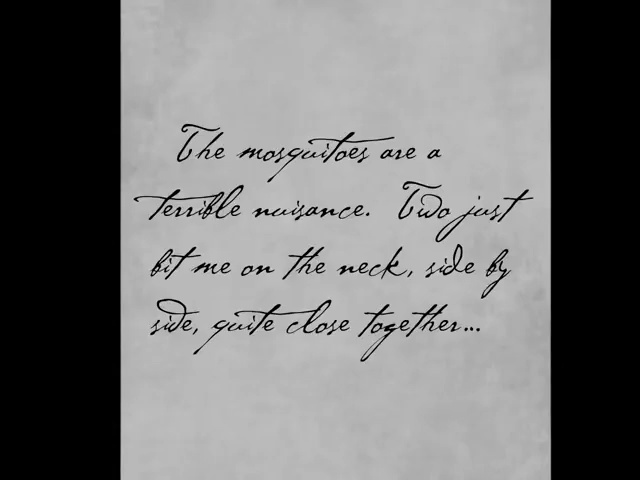 The mosquitoes are a
terrible nuisance. Two just
bit me on the neck, side by
side, quite close together...